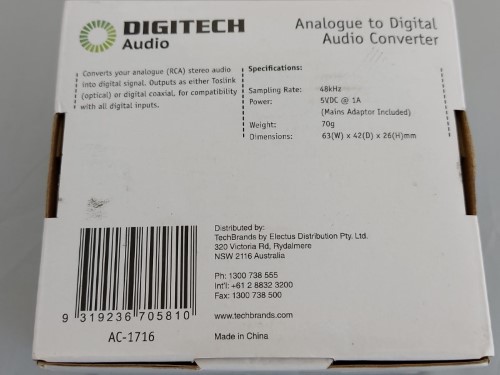 DIGITECH
Audio
Analogue to Digital
Audio Converter
Converts your analogue (RCA) stereo audio
into digital signal. Outputs as either Toslink
(optical) or digital coaxial, for compatibility
with all digital inputs.
Specifications:
Sampling Rate: 48kHz
Power: 5VDC @ 1A
(Mains Adaptor Included)
Weight: 70g
Dimensions: 63(W) x 42(D) x 26(H)mm
Distributed by:
TechBrands by Electus Distribution Pty. Ltd.
320 Victoria Rd, Rydalmere
NSW 2116 Australia
Ph: 1300 738 555
Int'l: +61 2 8832 3200
Fax: 1300 738 500
www.techbrands.com
Made in China
9 319236 705810
AC-1716